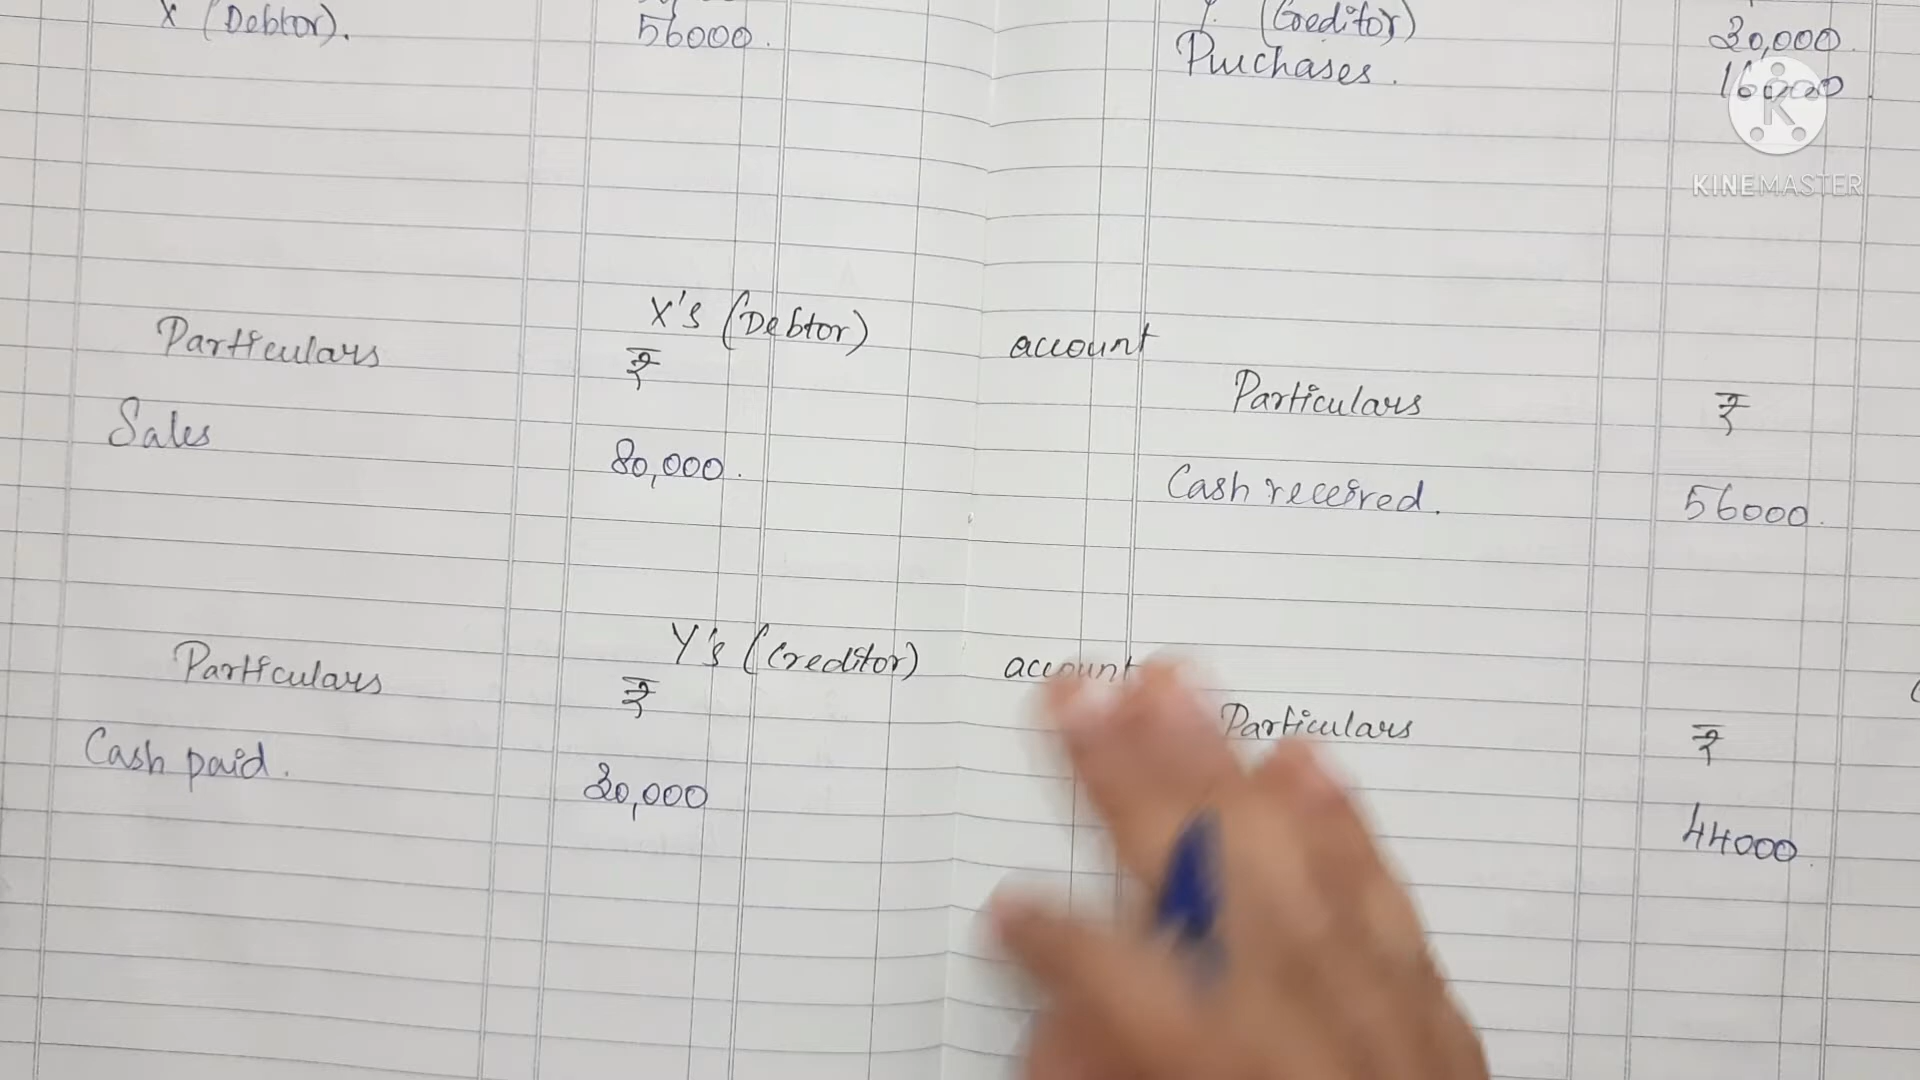 X (Debtor).
56000.
Y. (Creditor)
20,000.
Purchases.
16000
KINEMASTER
X's (Debtor) account
Particulars ₹ Particulars ₹
Sales 80,000. Cash received. 56000.
Y's (Creditor) account
Particulars ₹ Particulars ₹
Cash paid. 20,000 44000.